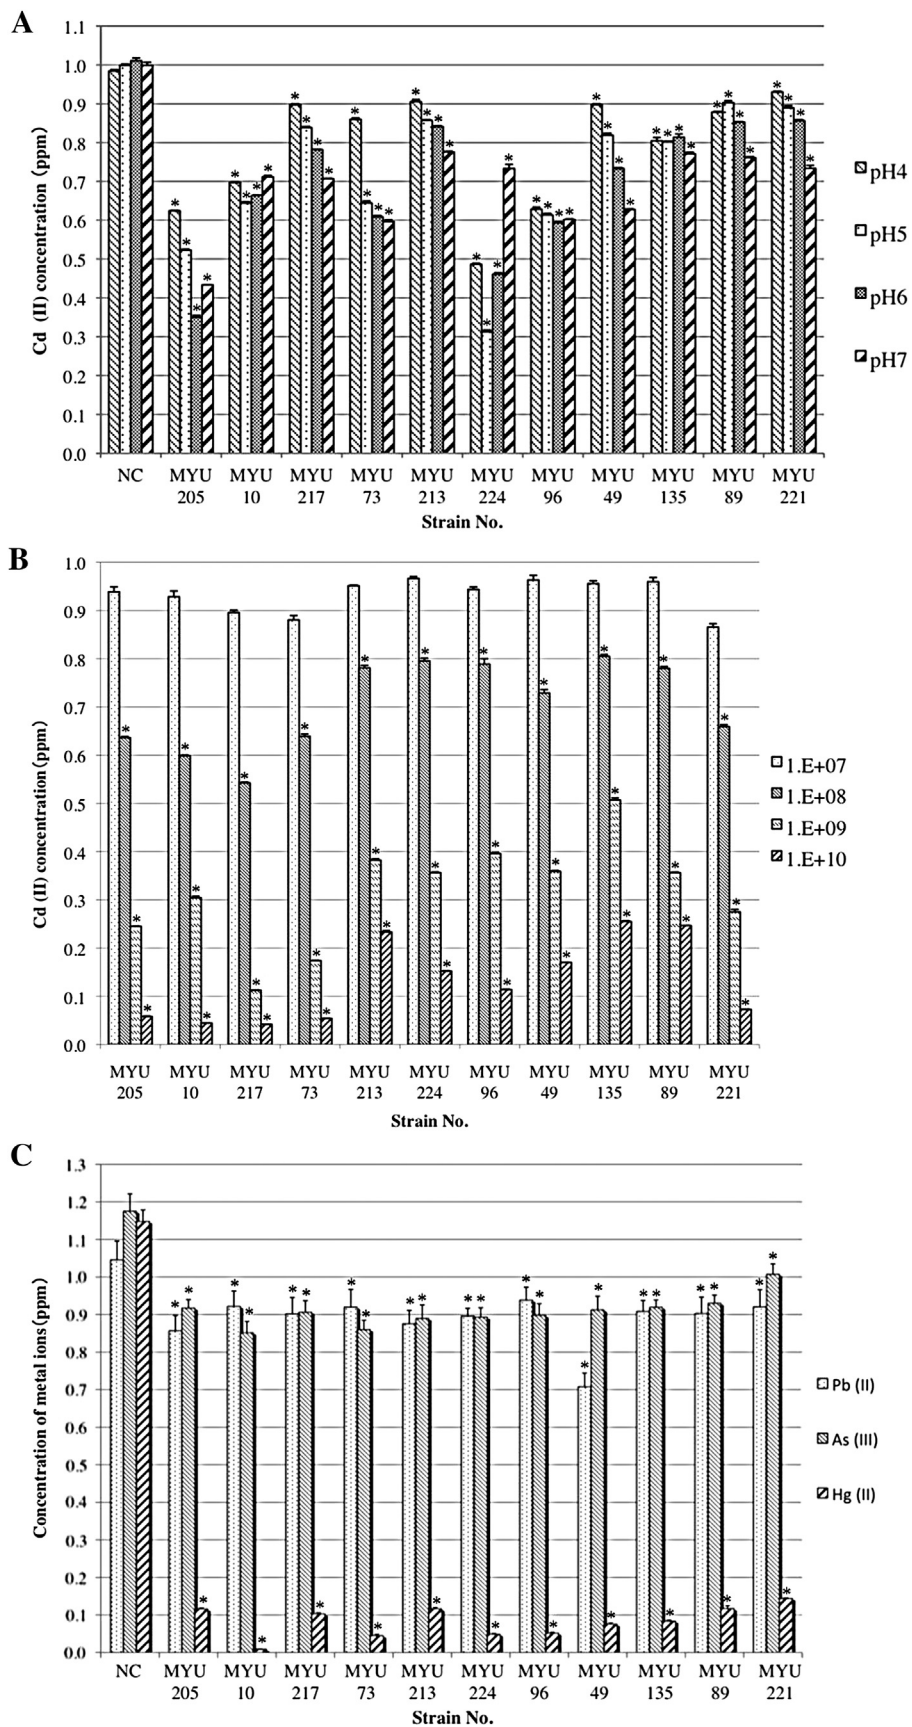 A
Cd (II) concentration (ppm)
1.1
1.0
0.9
0.8
0.7
0.6
0.5
0.4
0.3
0.2
0.1
0.0
NC MYU MYU MYU MYU MYU MYU MYU MYU MYU MYU MYU
205 10 217 73 213 224 96 49 135 89 221
Strain No.
pH4
pH5
pH6
pH7
B
Cd (II) concentration (ppm)
1.0
0.9
0.8
0.7
0.6
0.5
0.4
0.3
0.2
0.1
0.0
MYU MYU MYU MYU MYU MYU MYU MYU MYU MYU MYU
205 10 217 73 213 224 96 49 135 89 221
Strain No.
1.E+07
1.E+08
1.E+09
1.E+10
C
Concentration of metal ions(ppm)
1.3
1.2
1.1
1.0
0.9
0.8
0.7
0.6
0.5
0.4
0.3
0.2
0.1
0.0
NC MYU MYU MYU MYU MYU MYU MYU MYU MYU MYU MYU
205 10 217 73 213 224 96 49 135 89 221
Strain No.
Pb (II)
As (III)
Hg (II)